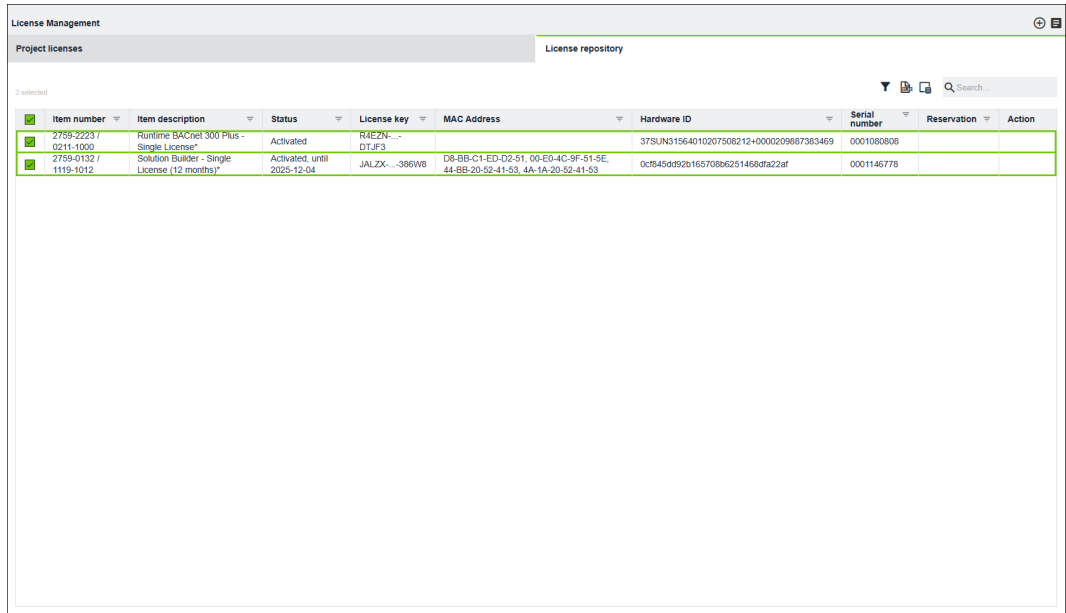 License Management
Project licenses
License repository
2 selected
Search...
Item number
Item description
Status
License key
MAC Address
Hardware ID
Serial number
Reservation
Action
2759-2223 /
0211-1000
Runtime BACnet 300 Plus -
Single License*
Activated
R4EZN-...-
DTJF3
37SUN31564010207508212+0000209887383469
0001080808
2759-0132 /
1119-1012
Solution Builder - Single
License (12 months)*
Activated, until
2025-12-04
JALZX-...-386W8
D8-BB-C1-ED-D2-51, 00-E0-4C-9F-51-5E,
44-BB-20-52-41-53, 4A-1A-20-52-41-53
0cf845dd92b165708b6251468dfa22af
0001146778